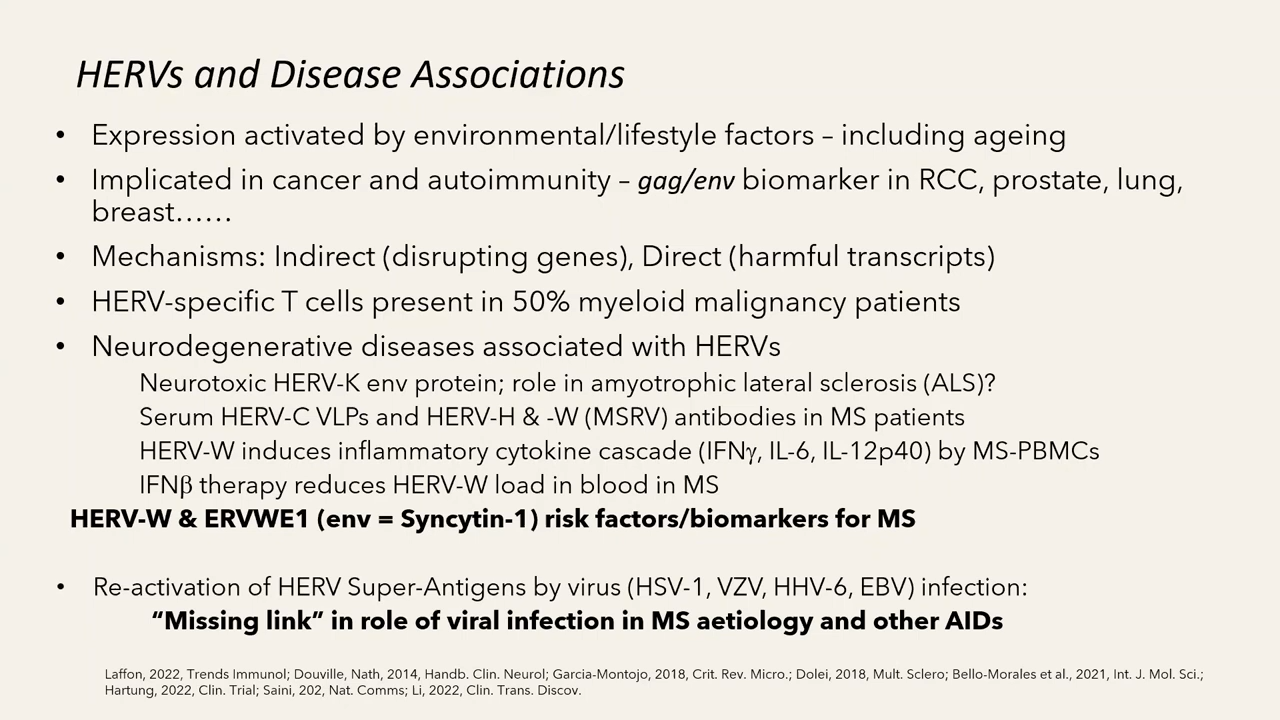 HERVs and Disease Associations
• Expression activated by environmental/lifestyle factors – including ageing
• Implicated in cancer and autoimmunity – gag/env biomarker in RCC, prostate, lung,
breast……
• Mechanisms: Indirect (disrupting genes), Direct (harmful transcripts)
• HERV-specific T cells present in 50% myeloid malignancy patients
• Neurodegenerative diseases associated with HERVs
Neurotoxic HERV-K env protein; role in amyotrophic lateral sclerosis (ALS)?
Serum HERV-C VLPs and HERV-H & -W (MSRV) antibodies in MS patients
HERV-W induces inflammatory cytokine cascade (IFNγ, IL-6, IL-12p40) by MS-PBMCs
IFNβ therapy reduces HERV-W load in blood in MS
HERV-W & ERVWE1 (env = Syncytin-1) risk factors/biomarkers for MS
• Re-activation of HERV Super-Antigens by virus (HSV-1, VZV, HHV-6, EBV) infection:
“Missing link” in role of viral infection in MS aetiology and other AIDs
Laffon, 2022, Trends Immunol; Douville, Nath, 2014, Handb. Clin. Neurol; Garcia-Montojo, 2018, Crit. Rev. Micro.; Dolei, 2018, Mult. Sclero; Bello-Morales et al., 2021, Int. J. Mol. Sci.;
Hartung, 2022, Clin. Trial; Saini, 202, Nat. Comms; Li, 2022, Clin. Trans. Discov.